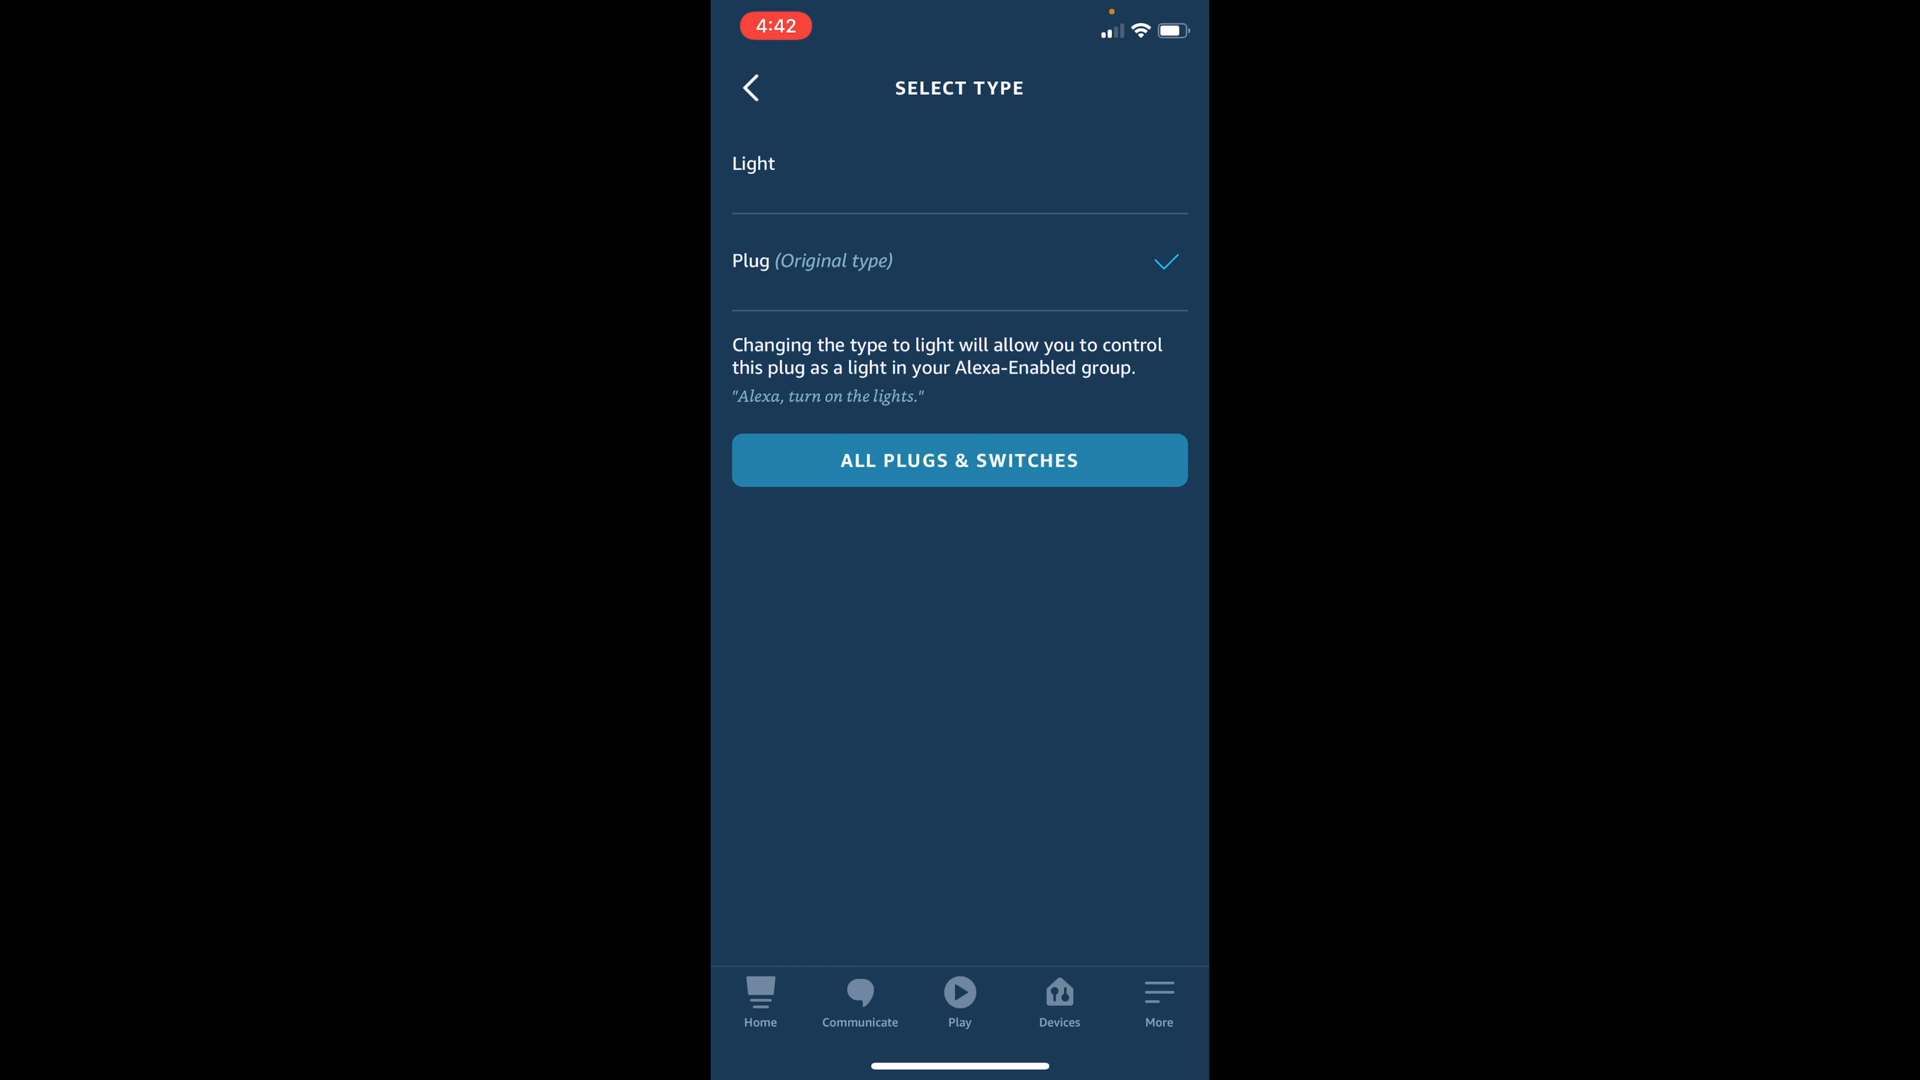 4:42
SELECT TYPE
Light
Plug (Original type)
Changing the type to light will allow you to control
this plug as a light in your Alexa-Enabled group.
"Alexa, turn on the lights."
ALL PLUGS & SWITCHES
Home
Communicate
Play
Devices
More